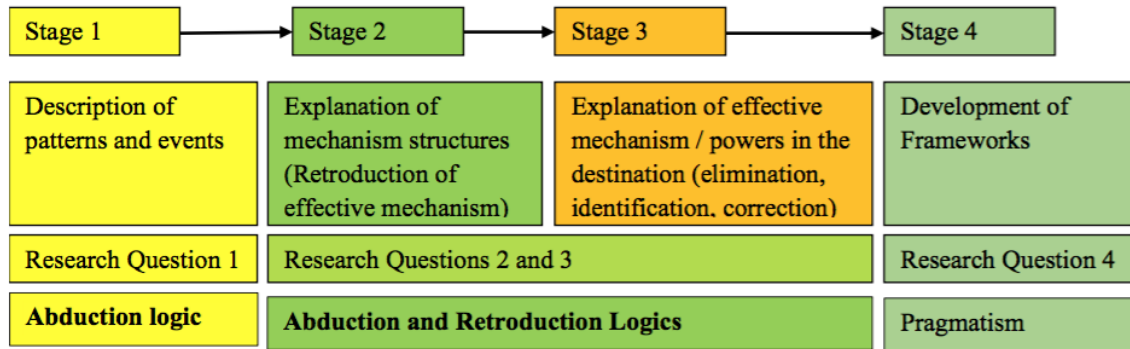 Stage 1
Stage 2
Stage 3
Stage 4
Description of
patterns and events
Explanation of
mechanism structures
(Retroduction of
effective mechanism)
Explanation of effective
mechanism / powers in the
destination (elimination,
identification, correction)
Development of
Frameworks
Research Question 1
Research Questions 2 and 3
Research Question 4
Abduction logic
Abduction and Retroduction Logics
Pragmatism